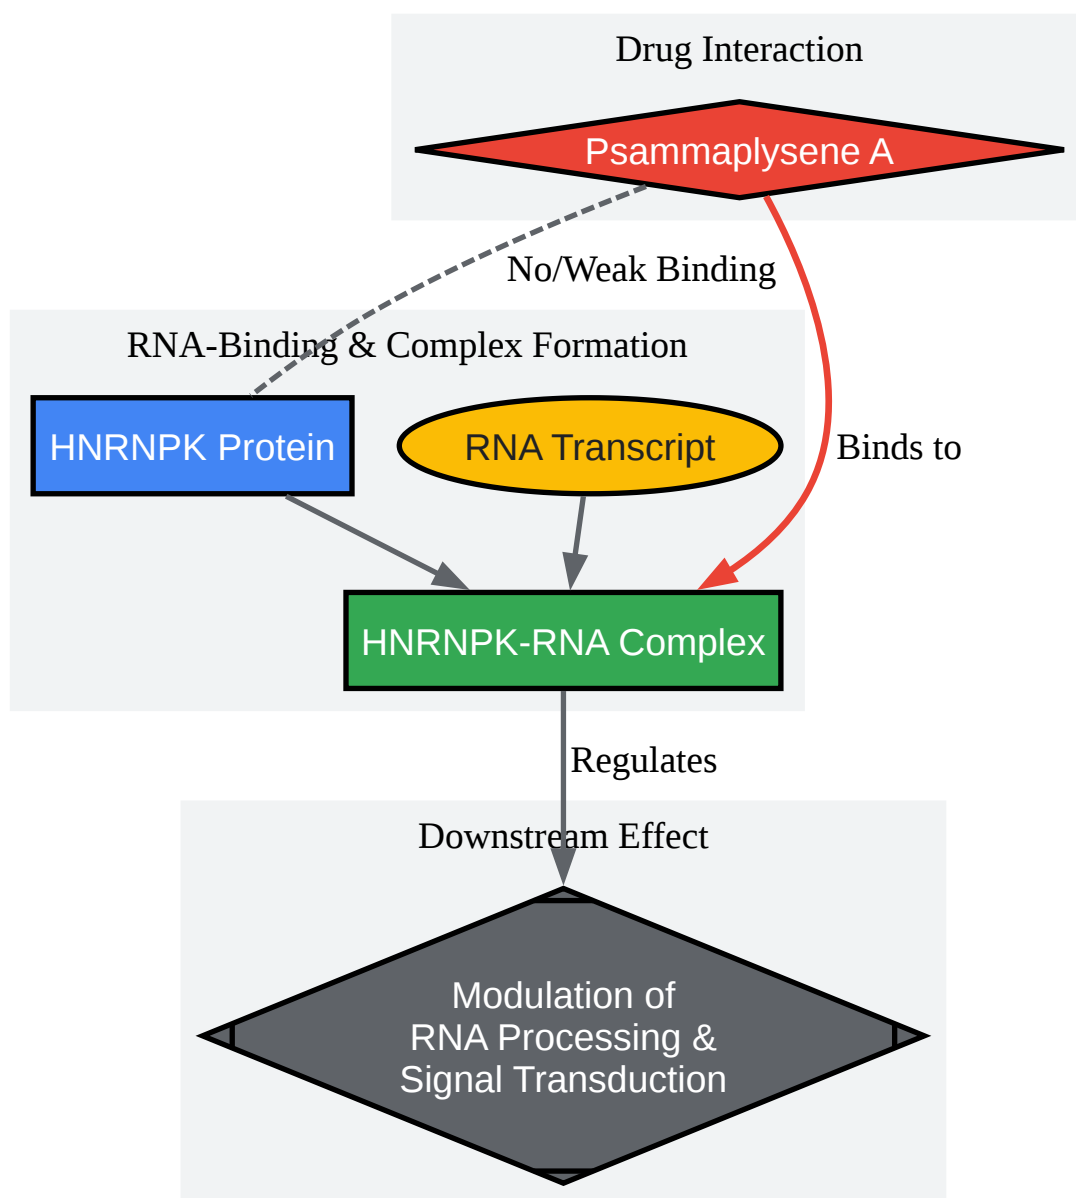 Drug Interaction
Psammaplysene A
No/Weak Binding
RNA-Binding & Complex Formation
HNRNPK Protein
RNA Transcript
Binds to
HNRNPK-RNA Complex
Regulates
Downstream Effect
Modulation of
RNA Processing &
Signal Transduction